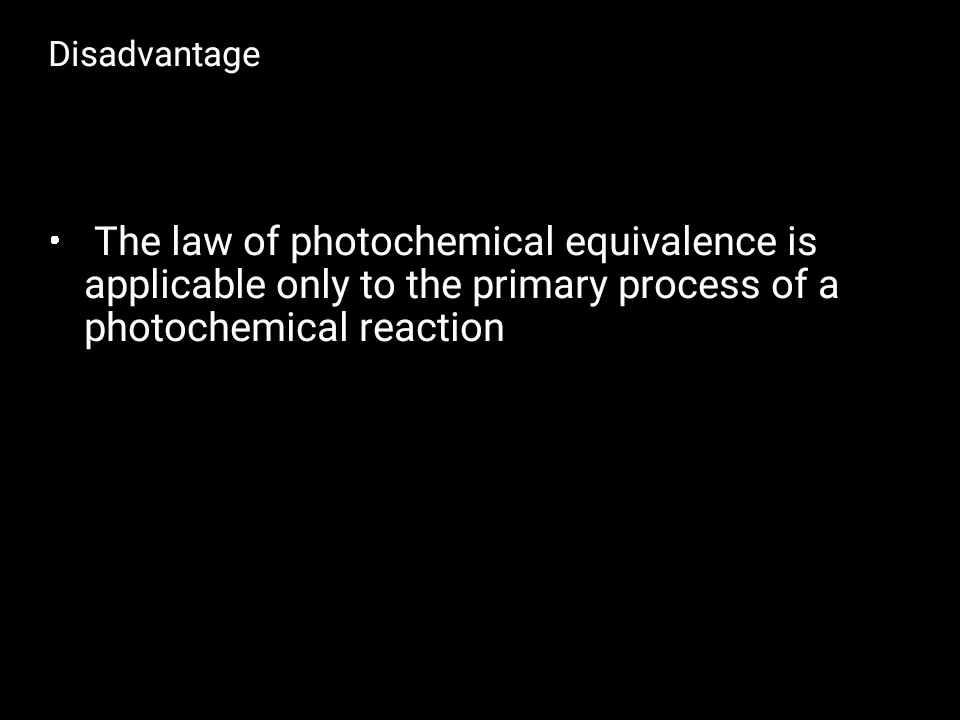 Disadvantage
• The law of photochemical equivalence is
applicable only to the primary process of a
photochemical reaction